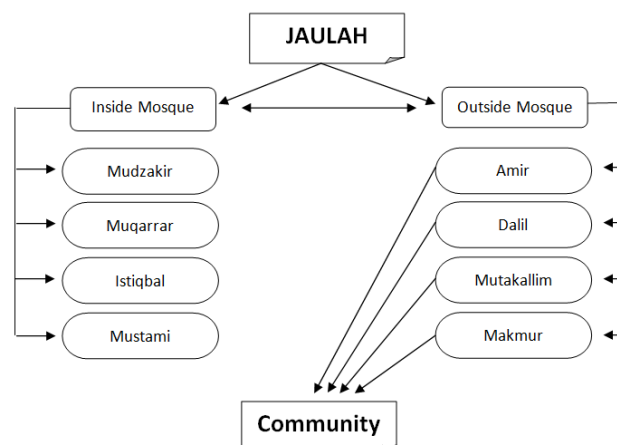 JAULAH
Inside Mosque
Outside Mosque
Mudzakir
Amir
Muqarrar
Dalil
Istiqbal
Mutakallim
Mustami
Makmur
Community